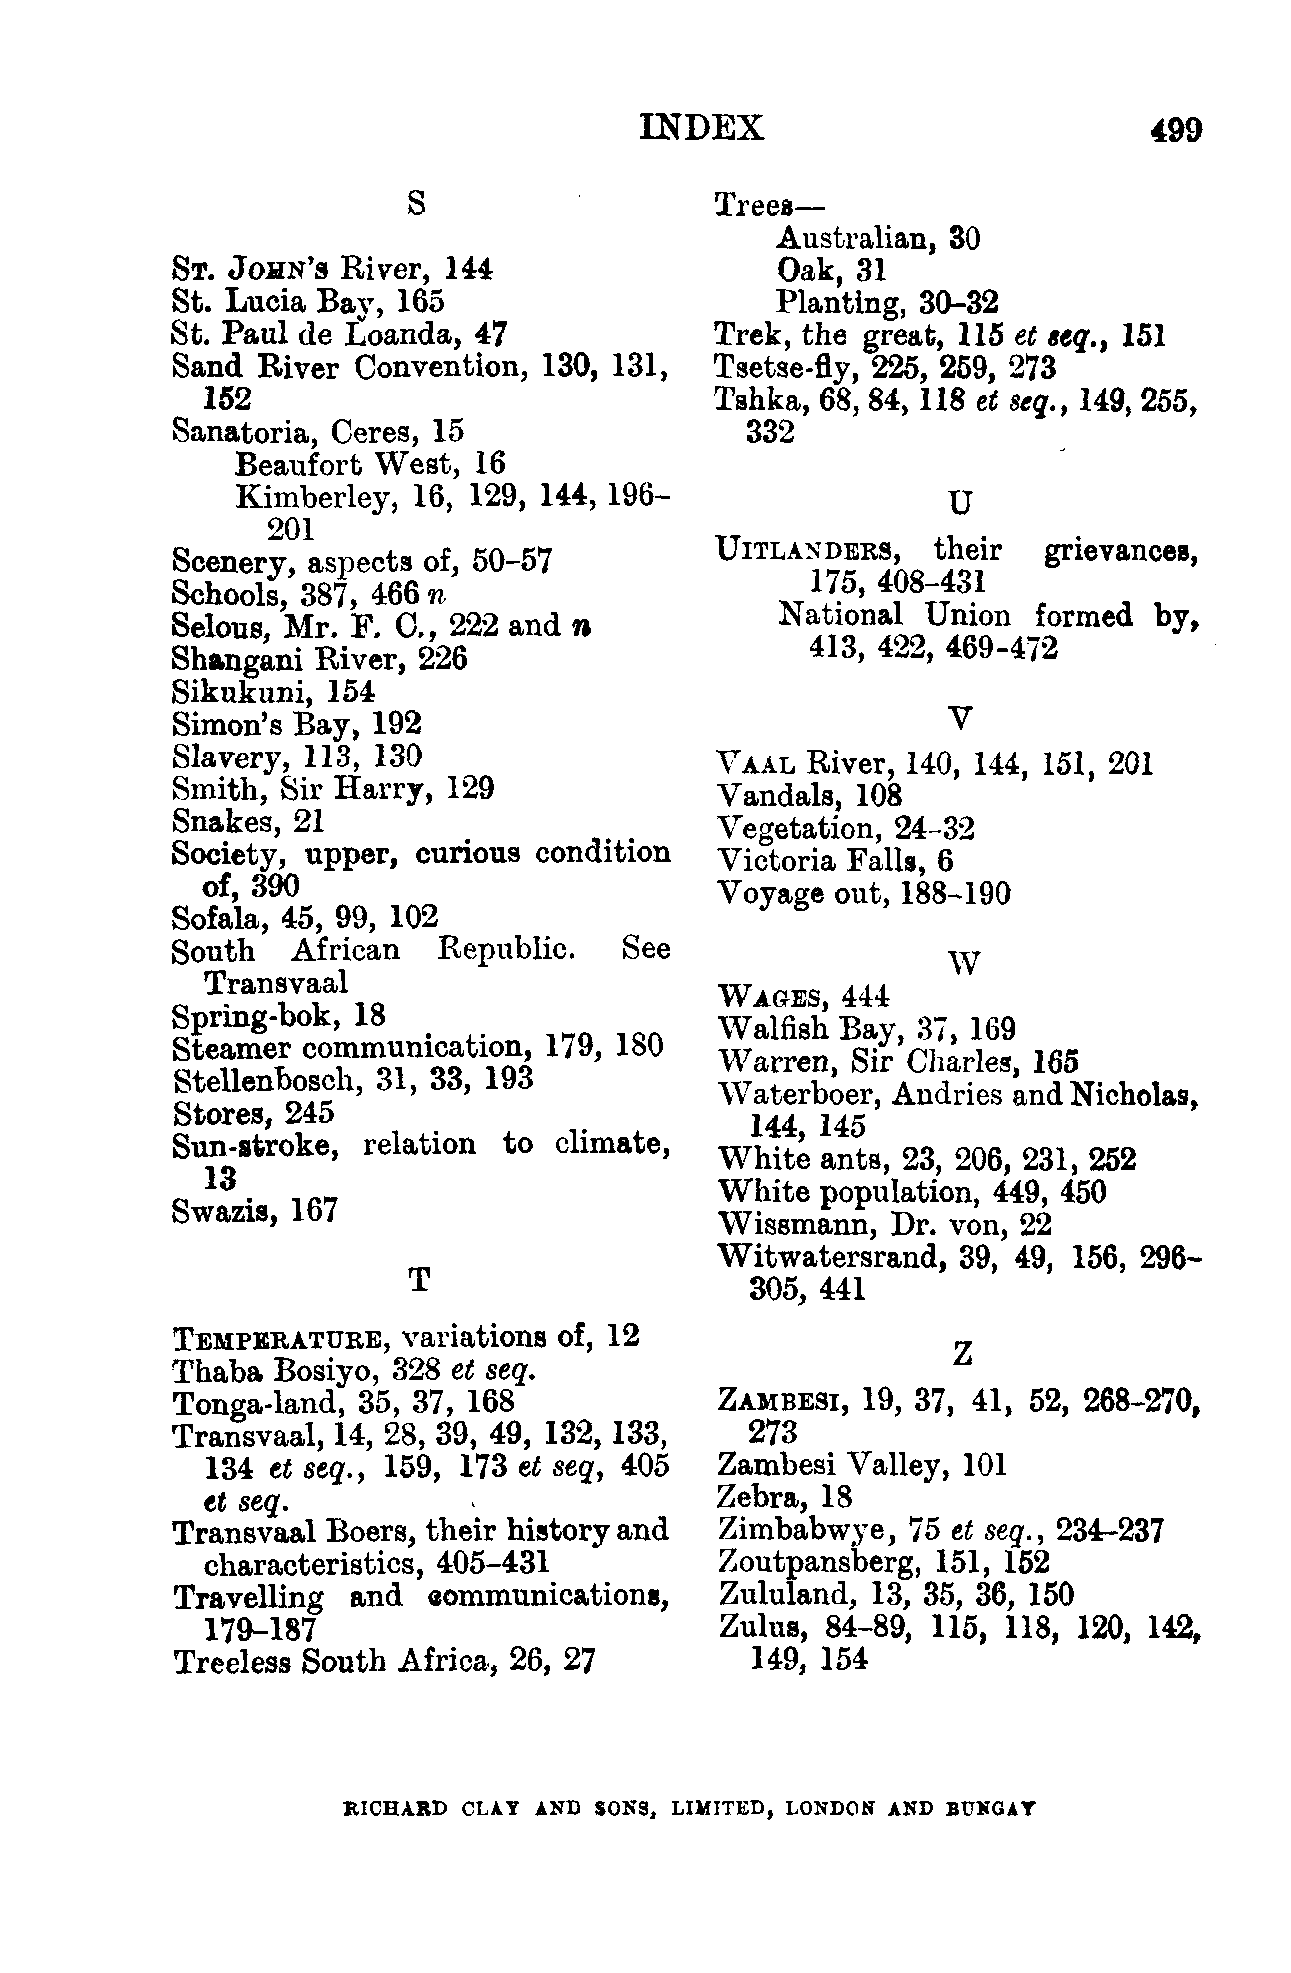 INDEX 499
S
ST. JOHN'S River, 144
St. Lucia Bay, 165
St. Paul de Loanda, 47
Sand River Convention, 130, 131,
152
Sanatoria, Ceres, 15
Beaufort West, 16
Kimberley, 16, 129, 144, 196–
201
Scenery, aspects of, 50–57
Schools, 387, 466 n
Selous, Mr. F. C., 222 and n
Shangani River, 226
Sikukuni, 154
Simon's Bay, 192
Slavery, 113, 130
Smith, Sir Harry, 129
Snakes, 21
Society, upper, curious condition
of, 390
Sofala, 45, 99, 102
South African Republic. See
Transvaal
Spring-bok, 18
Steamer communication, 179, 180
Stellenbosch, 31, 33, 193
Stores, 245
Sun-stroke, relation to climate,
13
Swazis, 167
T
TEMPERATURE, variations of, 12
Thaba Bosiyo, 328 et seq.
Tonga-land, 35, 37, 168
Transvaal, 14, 28, 39, 49, 132, 133,
134 et seq., 159, 173 et seq, 405
et seq.
Transvaal Boers, their history and
characteristics, 405–431
Travelling and communications,
179–187
Treeless South Africa, 26, 27
Trees—
Australian, 30
Oak, 31
Planting, 30–32
Trek, the great, 115 et seq., 151
Tsetse-fly, 225, 259, 273
Tshka, 68, 84, 118 et seq., 149, 255,
332
U
UITLANDERS, their grievances,
175, 408–431
National Union formed by,
413, 422, 469-472
V
VAAL River, 140, 144, 151, 201
Vandals, 108
Vegetation, 24–32
Victoria Falls, 6
Voyage out, 188–190
W
WAGES, 444
Walfish Bay, 37, 169
Warren, Sir Charles, 165
Waterboer, Andries and Nicholas,
144, 145
White ants, 23, 206, 231, 252
White population, 449, 450
Wissmann, Dr. von, 22
Witwatersrand, 39, 49, 156, 296–
305, 441
Z
ZAMBESI, 19, 37, 41, 52, 268–270,
273
Zambesi Valley, 101
Zebra, 18
Zimbabwye, 75 et seq., 234–237
Zoutpansberg, 151, 152
Zululand, 13, 35, 36, 150
Zulus, 84–89, 115, 118, 120, 142,
149, 154
RICHARD CLAY AND SONS, LIMITED, LONDON AND BUNGAY